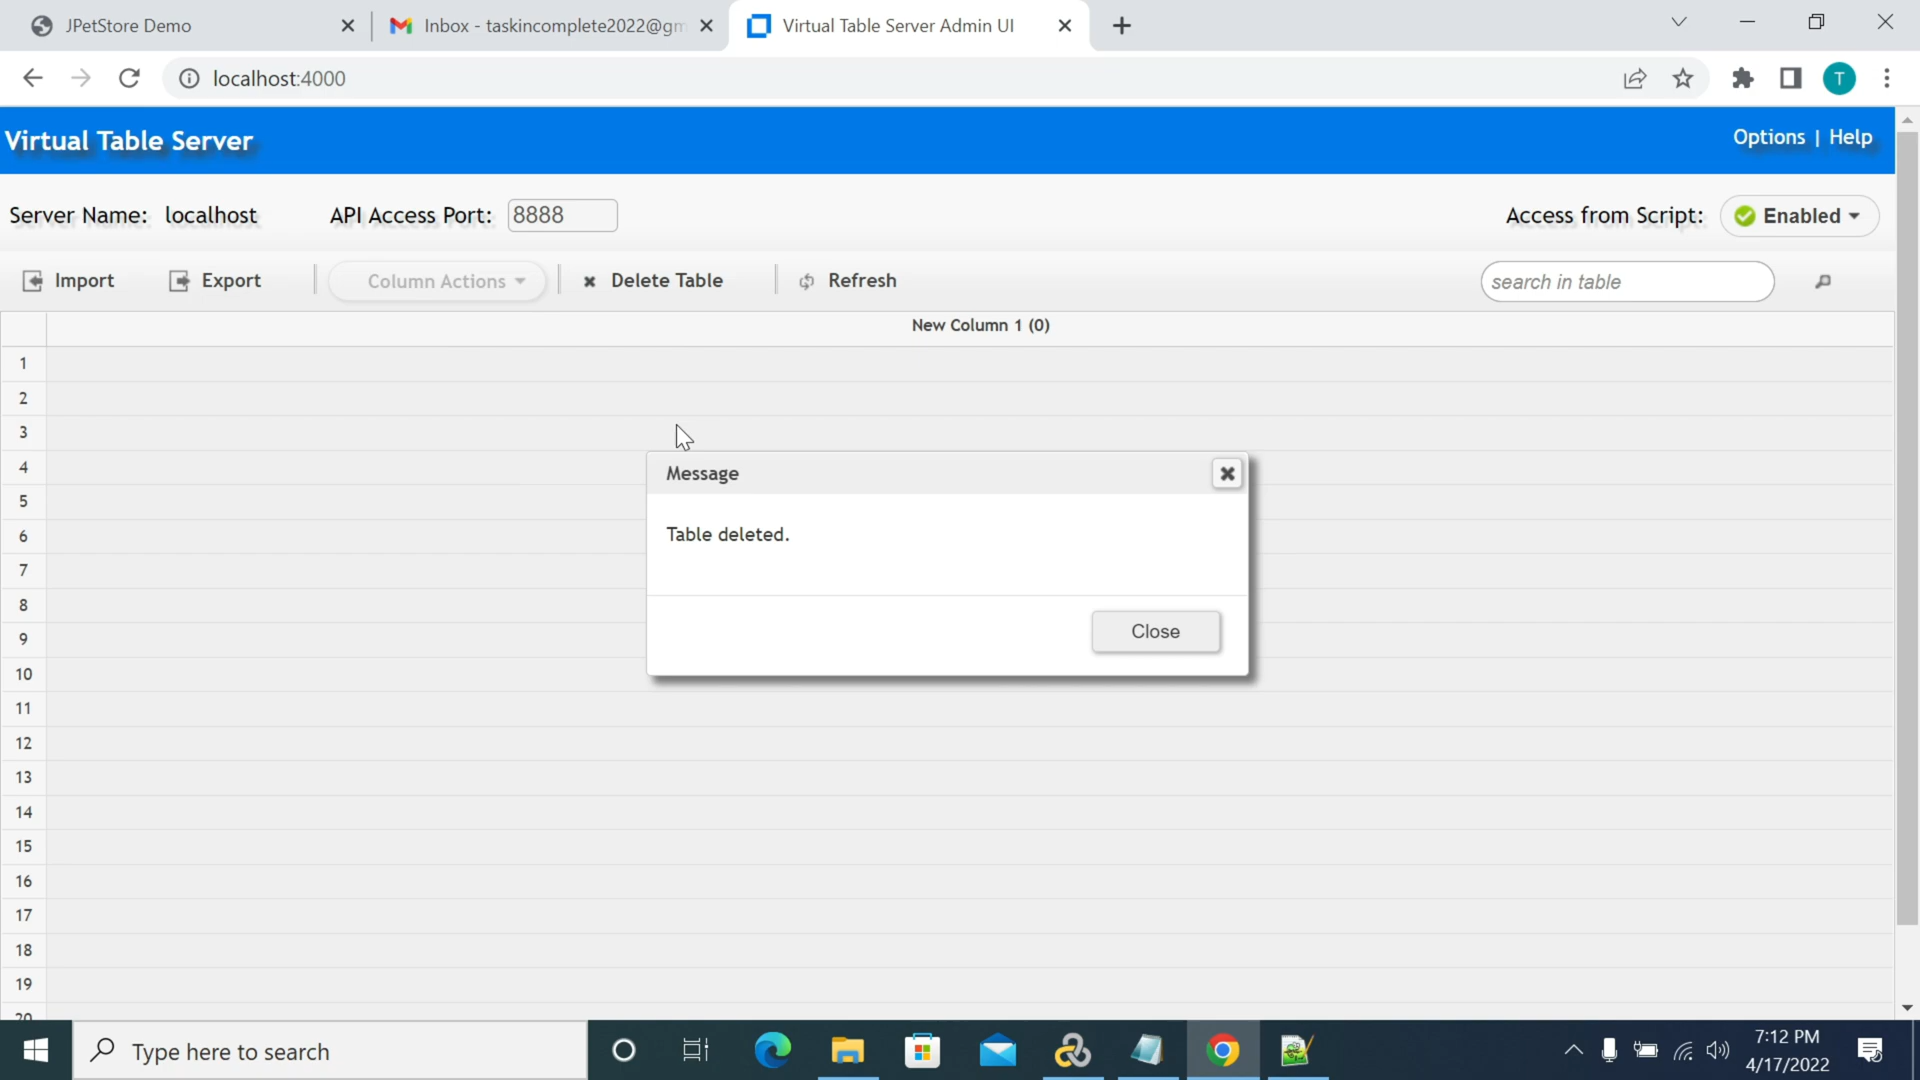 JPetStore Demo
Inbox - taskincomplete2022@gm
Virtual Table Server Admin UI
localhost:4000
T
Virtual Table Server
Options | Help
Server Name: localhost
API Access Port: 8888
Access from Script: Enabled
Import
Export
Column Actions
Delete Table
Refresh
search in table
New Column 1 (0)
1
2
3
4
5
6
7
8
9
10
11
12
13
14
15
16
17
18
19
20
Message
Table deleted.
Close
Type here to search
7:12 PM
4/17/2022